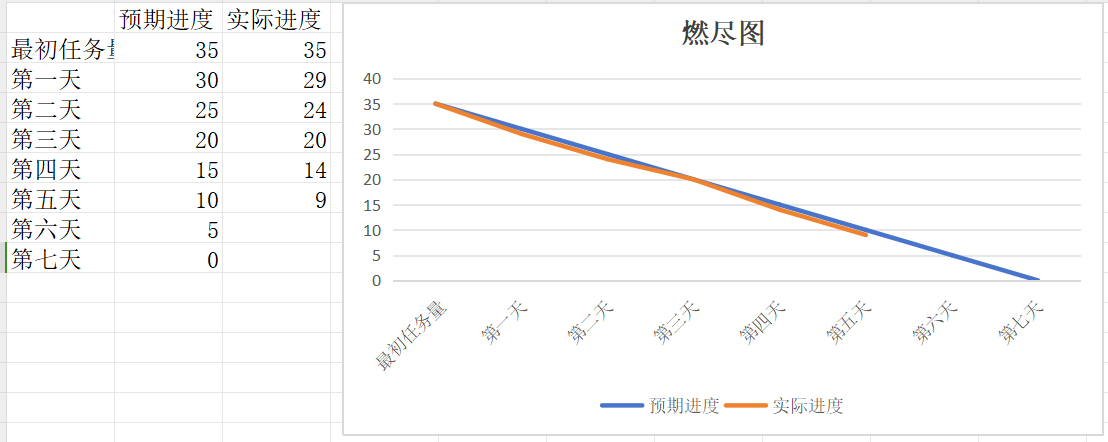 预期进度 实际进度
最初任务量 35 35
第一天 30 29
第二天 25 24
第三天 20 20
第四天 15 14
第五天 10 9
第六天 5
第七天 0
燃尽图
40
35
30
25
20
15
10
5
0
最初任务量 第一天 第二天 第三天 第四天 第五天 第六天 第七天
预期进度 实际进度